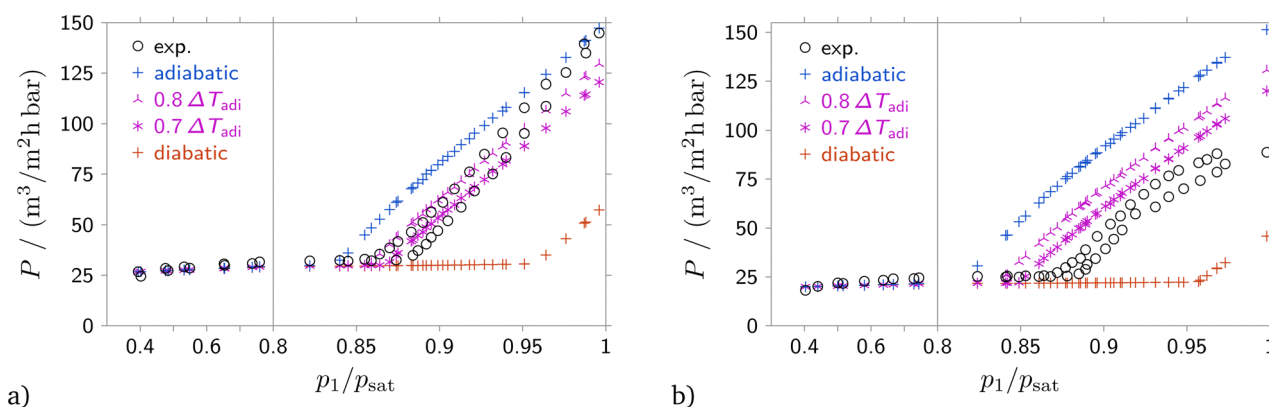 150
125
100
75
50
25
0
P / (m³/m²h bar)
exp.
adiabatic
0.8 ΔTadi
0.7 ΔTadi
diabatic
0.4 0.6 0.8 0.85 0.9 0.95 1
p₁/psat
a)
150
125
100
75
50
25
0
P / (m³/m²h bar)
exp.
adiabatic
0.8 ΔTadi
0.7 ΔTadi
diabatic
0.4 0.6 0.8 0.85 0.9 0.95 1
p₁/psat
b)